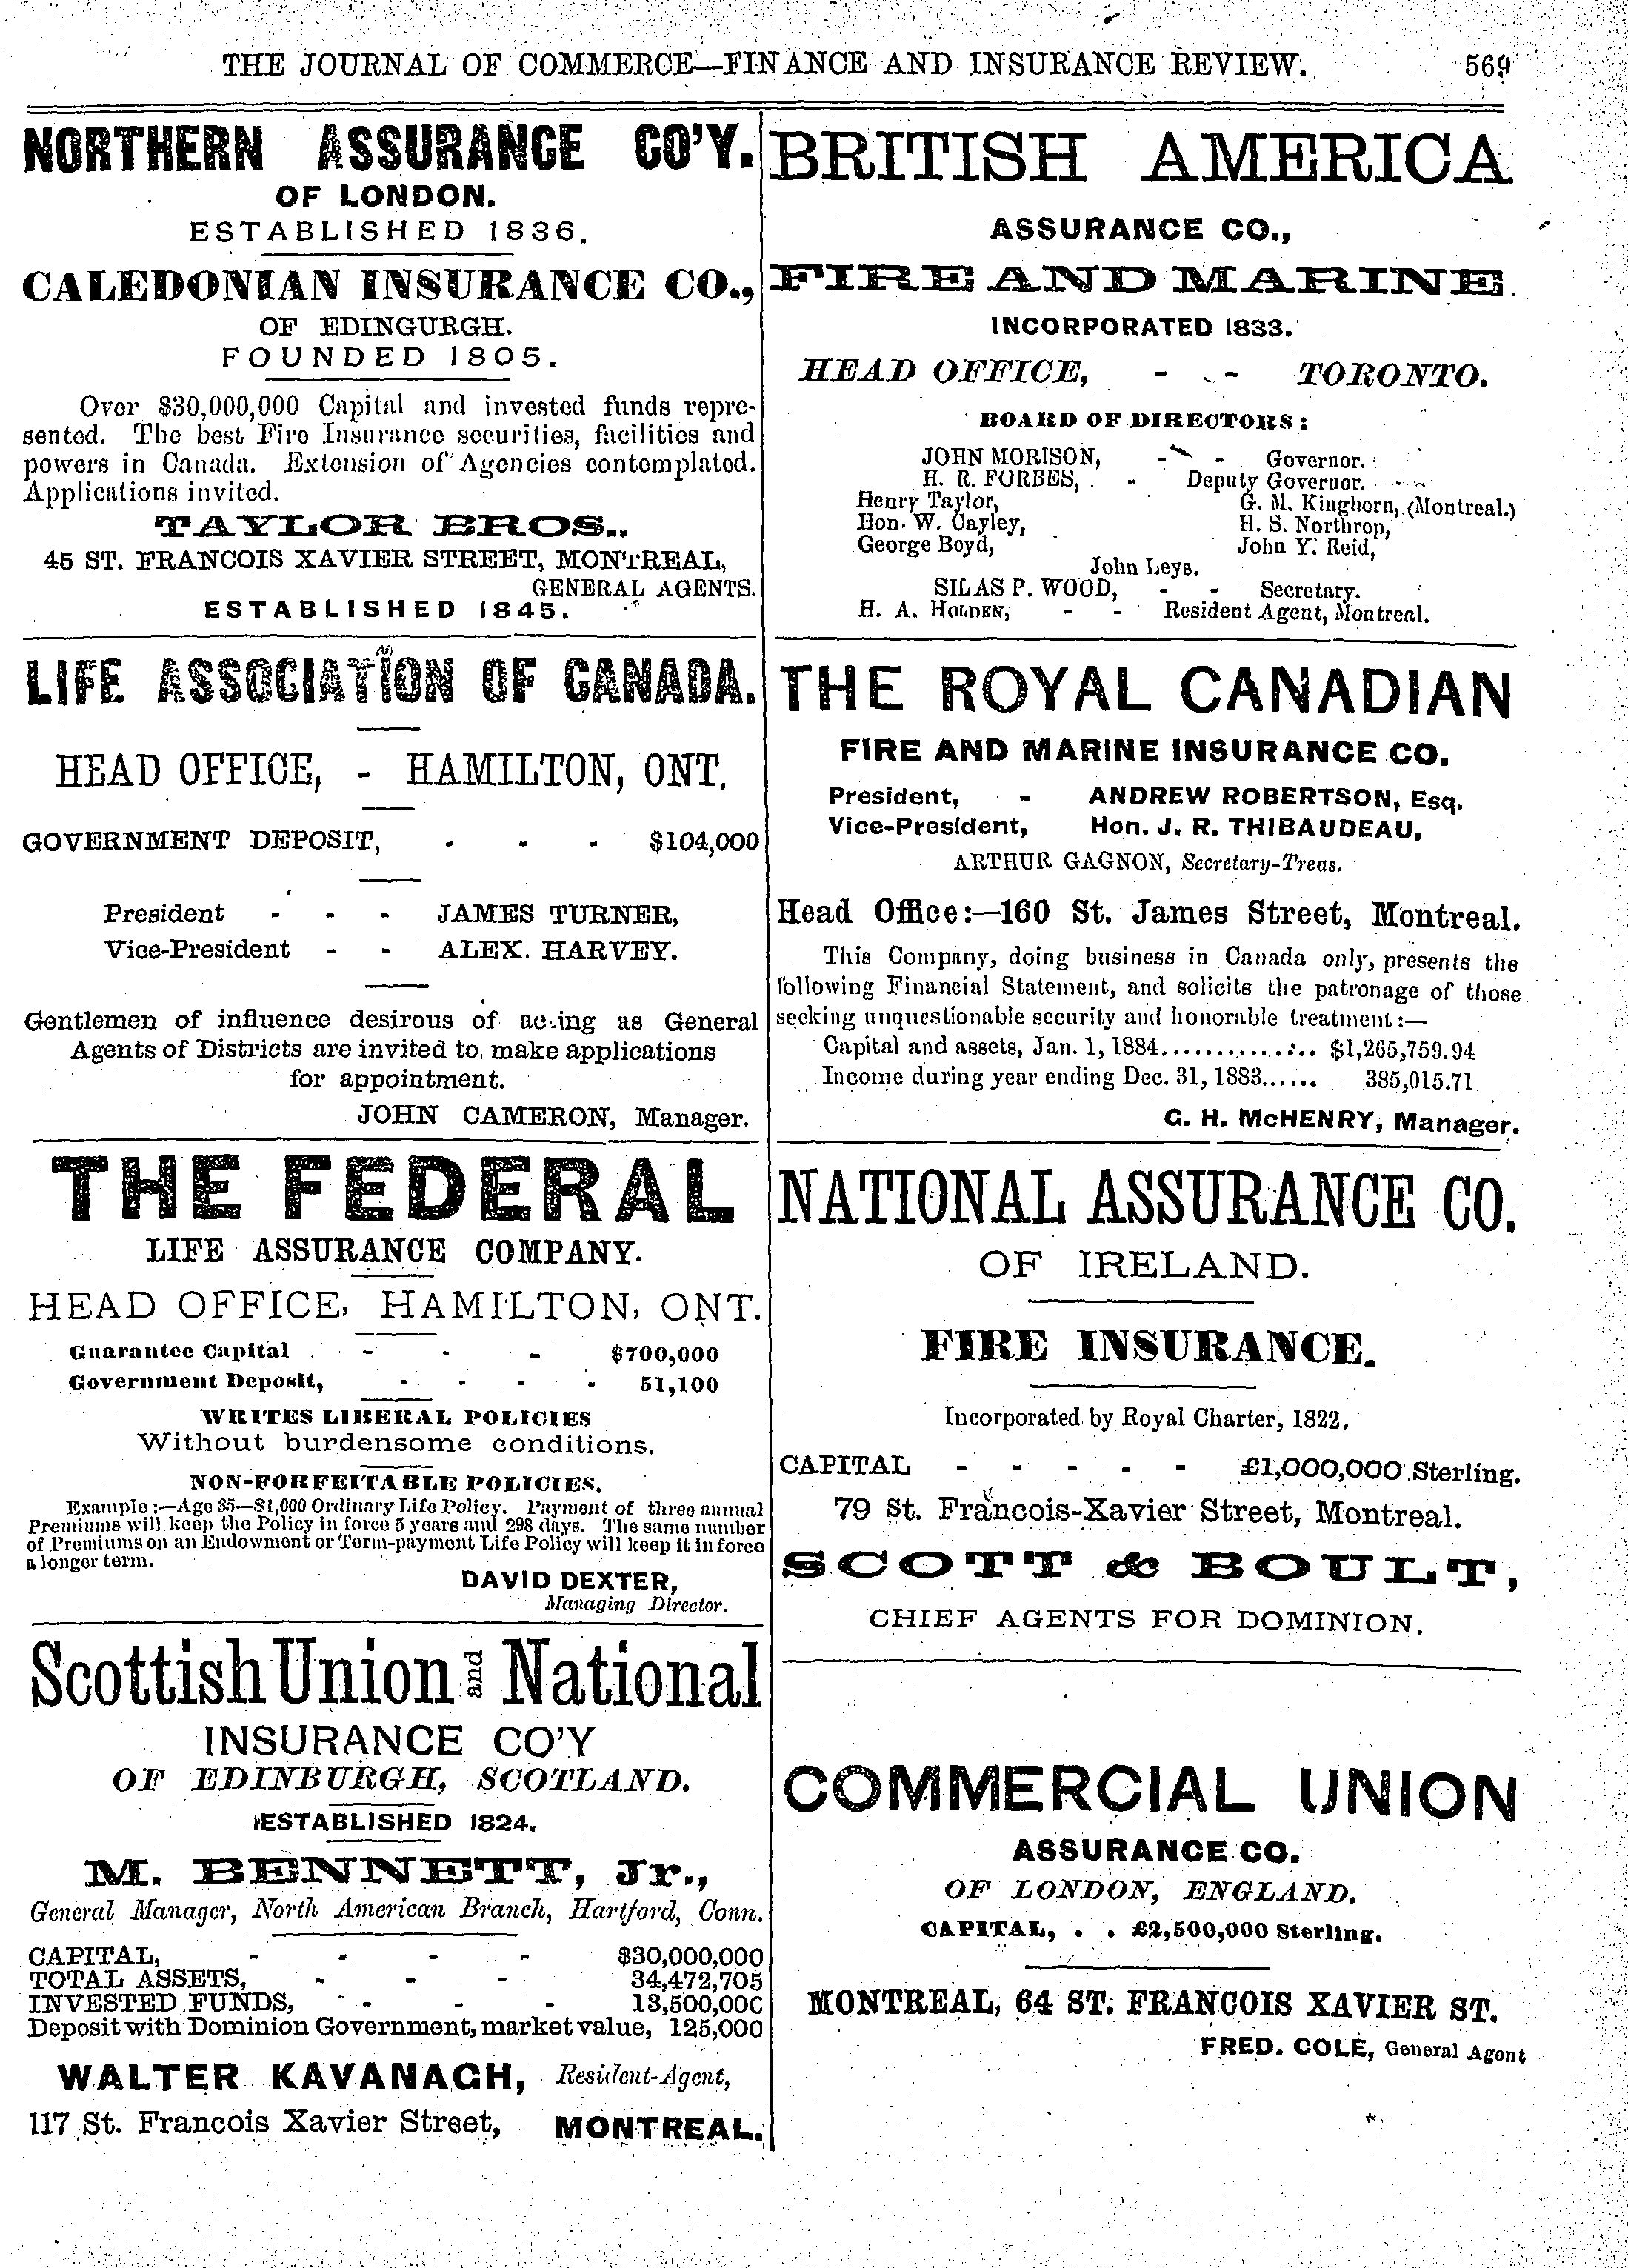 THE JOURNAL OF COMMERCE—FINANCE AND INSURANCE REVIEW. 569
NORTHERN ASSURANCE CO'Y.
OF LONDON.
ESTABLISHED 1836.
CALEDONIAN INSURANCE CO.,
OF EDINGURGH.
FOUNDED 1805.
Over $30,000,000 Capital and invested funds repre-
sented. The best Fire Insurance securities, facilities and
powers in Canada. Extension of Agencies contemplated.
Applications invited.
TAYLOR BROS..
45 ST. FRANCOIS XAVIER STREET, MONTREAL,
GENERAL AGENTS.
ESTABLISHED 1845.
LIFE ASSOCIATION OF CANADA.
HEAD OFFICE, - HAMILTON, ONT.
GOVERNMENT DEPOSIT, - - - $104,000
President - - - JAMES TURNER,
Vice-President - - ALEX. HARVEY.
Gentlemen of influence desirous of acting as General
Agents of Districts are invited to make applications
for appointment.
JOHN CAMERON, Manager.
THE FEDERAL
LIFE ASSURANCE COMPANY.
HEAD OFFICE, HAMILTON, ONT.
Guarantee Capital - - - $700,000
Government Deposit, - - - - 51,100
WRITES LIBERAL POLICIES
Without burdensome conditions.
NON-FORFEITABLE POLICIES.
Example:—Age 35—$1,000 Ordinary Life Policy. Payment of three annual
Premiums will keep the Policy in force 5 years and 298 days. The same number
of Premiums on an Endowment or Term-payment Life Policy will keep it in force
a longer term.
DAVID DEXTER,
Managing Director.
Scottish Union and National
INSURANCE CO'Y
OF EDINBURGH, SCOTLAND.
ESTABLISHED 1824.
M. BENNETT, Jr.,
General Manager, North American Branch, Hartford, Conn.
CAPITAL, - - - - $30,000,000
TOTAL ASSETS, - - - 34,472,705
INVESTED FUNDS, - - - 13,500,000
Deposit with Dominion Government, market value, 125,000
WALTER KAVANAGH, Resident-Agent,
117 St. Francois Xavier Street, MONTREAL.
BRITISH AMERICA
ASSURANCE CO.,
FIRE AND MARINE.
INCORPORATED 1833.
HEAD OFFICE, - - TORONTO.
BOARD OF DIRECTORS:
JOHN MORISON, - - Governor.
H. R. FORBES, - Deputy Governor.
Henry Taylor, G. M. Kinghorn, (Montreal.)
Hon. W. Cayley, H. S. Northrop,
George Boyd, John Y. Reid,
John Leys.
SILAS P. WOOD, - - Secretary.
H. A. HOLDEN, - - Resident Agent, Montreal.
THE ROYAL CANADIAN
FIRE AND MARINE INSURANCE CO.
President, - ANDREW ROBERTSON, Esq.
Vice-President, Hon. J. R. THIBAUDEAU,
ARTHUR GAGNON, Secretary-Treas.
Head Office:—160 St. James Street, Montreal.
This Company, doing business in Canada only, presents the
following Financial Statement, and solicits the patronage of those
seeking unquestionable security and honorable treatment:—
Capital and assets, Jan. 1, 1884.............. $1,265,759.94
Income during year ending Dec. 31, 1883...... 385,015.71
G. H. McHENRY, Manager.
NATIONAL ASSURANCE CO.
OF IRELAND.
FIRE INSURANCE.
Incorporated by Royal Charter, 1822.
CAPITAL - - - - - £1,000,000 Sterling.
79 St. Francois-Xavier Street, Montreal.
SCOTT & BOULT,
CHIEF AGENTS FOR DOMINION.
COMMERCIAL UNION
ASSURANCE CO.
OF LONDON, ENGLAND.
CAPITAL, . . £2,500,000 Sterling.
MONTREAL, 64 ST. FRANCOIS XAVIER ST.
FRED. COLE, General Agent